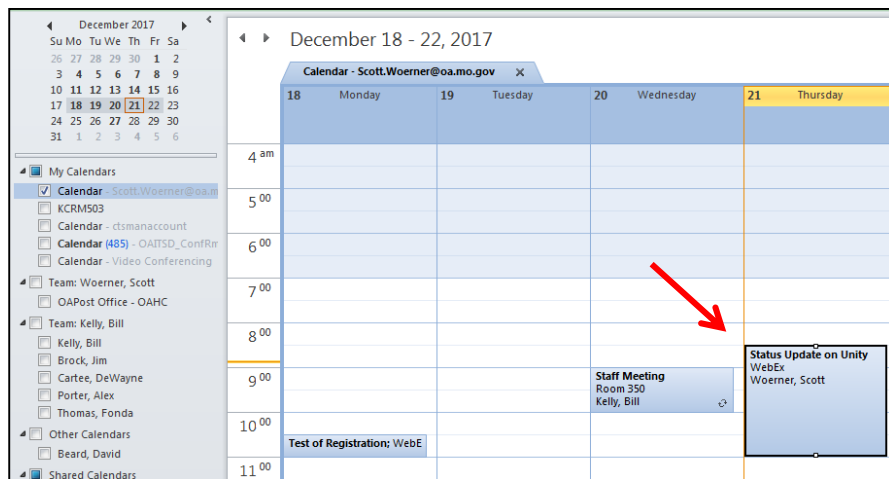 December 2017
Su Mo Tu We Th Fr Sa
26 27 28 29 30 1 2
3 4 5 6 7 8 9
10 11 12 13 14 15 16
17 18 19 20 21 22 23
24 25 26 27 28 29 30
31 1 2 3 4 5 6
My Calendars
Calendar - Scott.Woerner@oa.m
KCRM503
Calendar - ctsmanaccount
Calendar (485) - OAITSD_ConfRm
Calendar - Video Conferencing
Team: Woerner, Scott
OAPost Office - OAHC
Team: Kelly, Bill
Kelly, Bill
Brock, Jim
Cartee, DeWayne
Porter, Alex
Thomas, Fonda
Other Calendars
Beard, David
Shared Calendars
December 18 - 22, 2017
Calendar - Scott.Woerner@oa.mo.gov X
18 Monday 19 Tuesday 20 Wednesday 21 Thursday
4 am
5 00
6 00
7 00
8 00
9 00
10 00
11 00
Test of Registration; WebE
Staff Meeting
Room 350
Kelly, Bill
Status Update on Unity
WebEx
Woerner, Scott